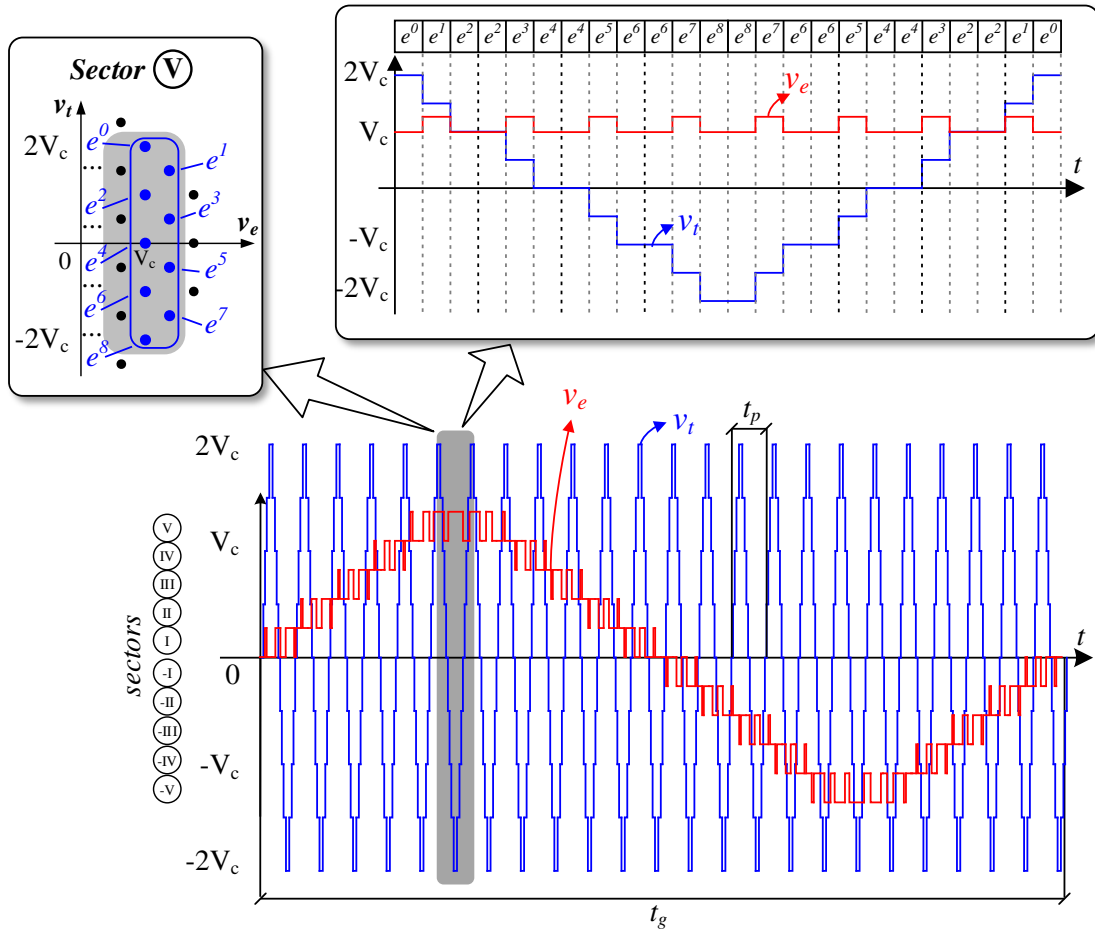 Sector V
v_t
2V_c
e^0
e^1
...
e^2
e^3
...
v_e
0
e^4
V_c
e^5
...
e^6
e^7
...
-2V_c
e^8
e^0 e^1 e^2 e^2 e^3 e^4 e^4 e^5 e^6 e^6 e^7 e^8 e^8 e^7 e^6 e^6 e^5 e^4 e^4 e^3 e^2 e^2 e^1 e^0
2V_c
v_e
V_c
t
-V_c
v_t
-2V_c
v_e
v_t
t_p
2V_c
V_c
0
-V_c
-2V_c
t
sectors
V
IV
III
II
I
-I
-II
-III
-IV
-V
t_g